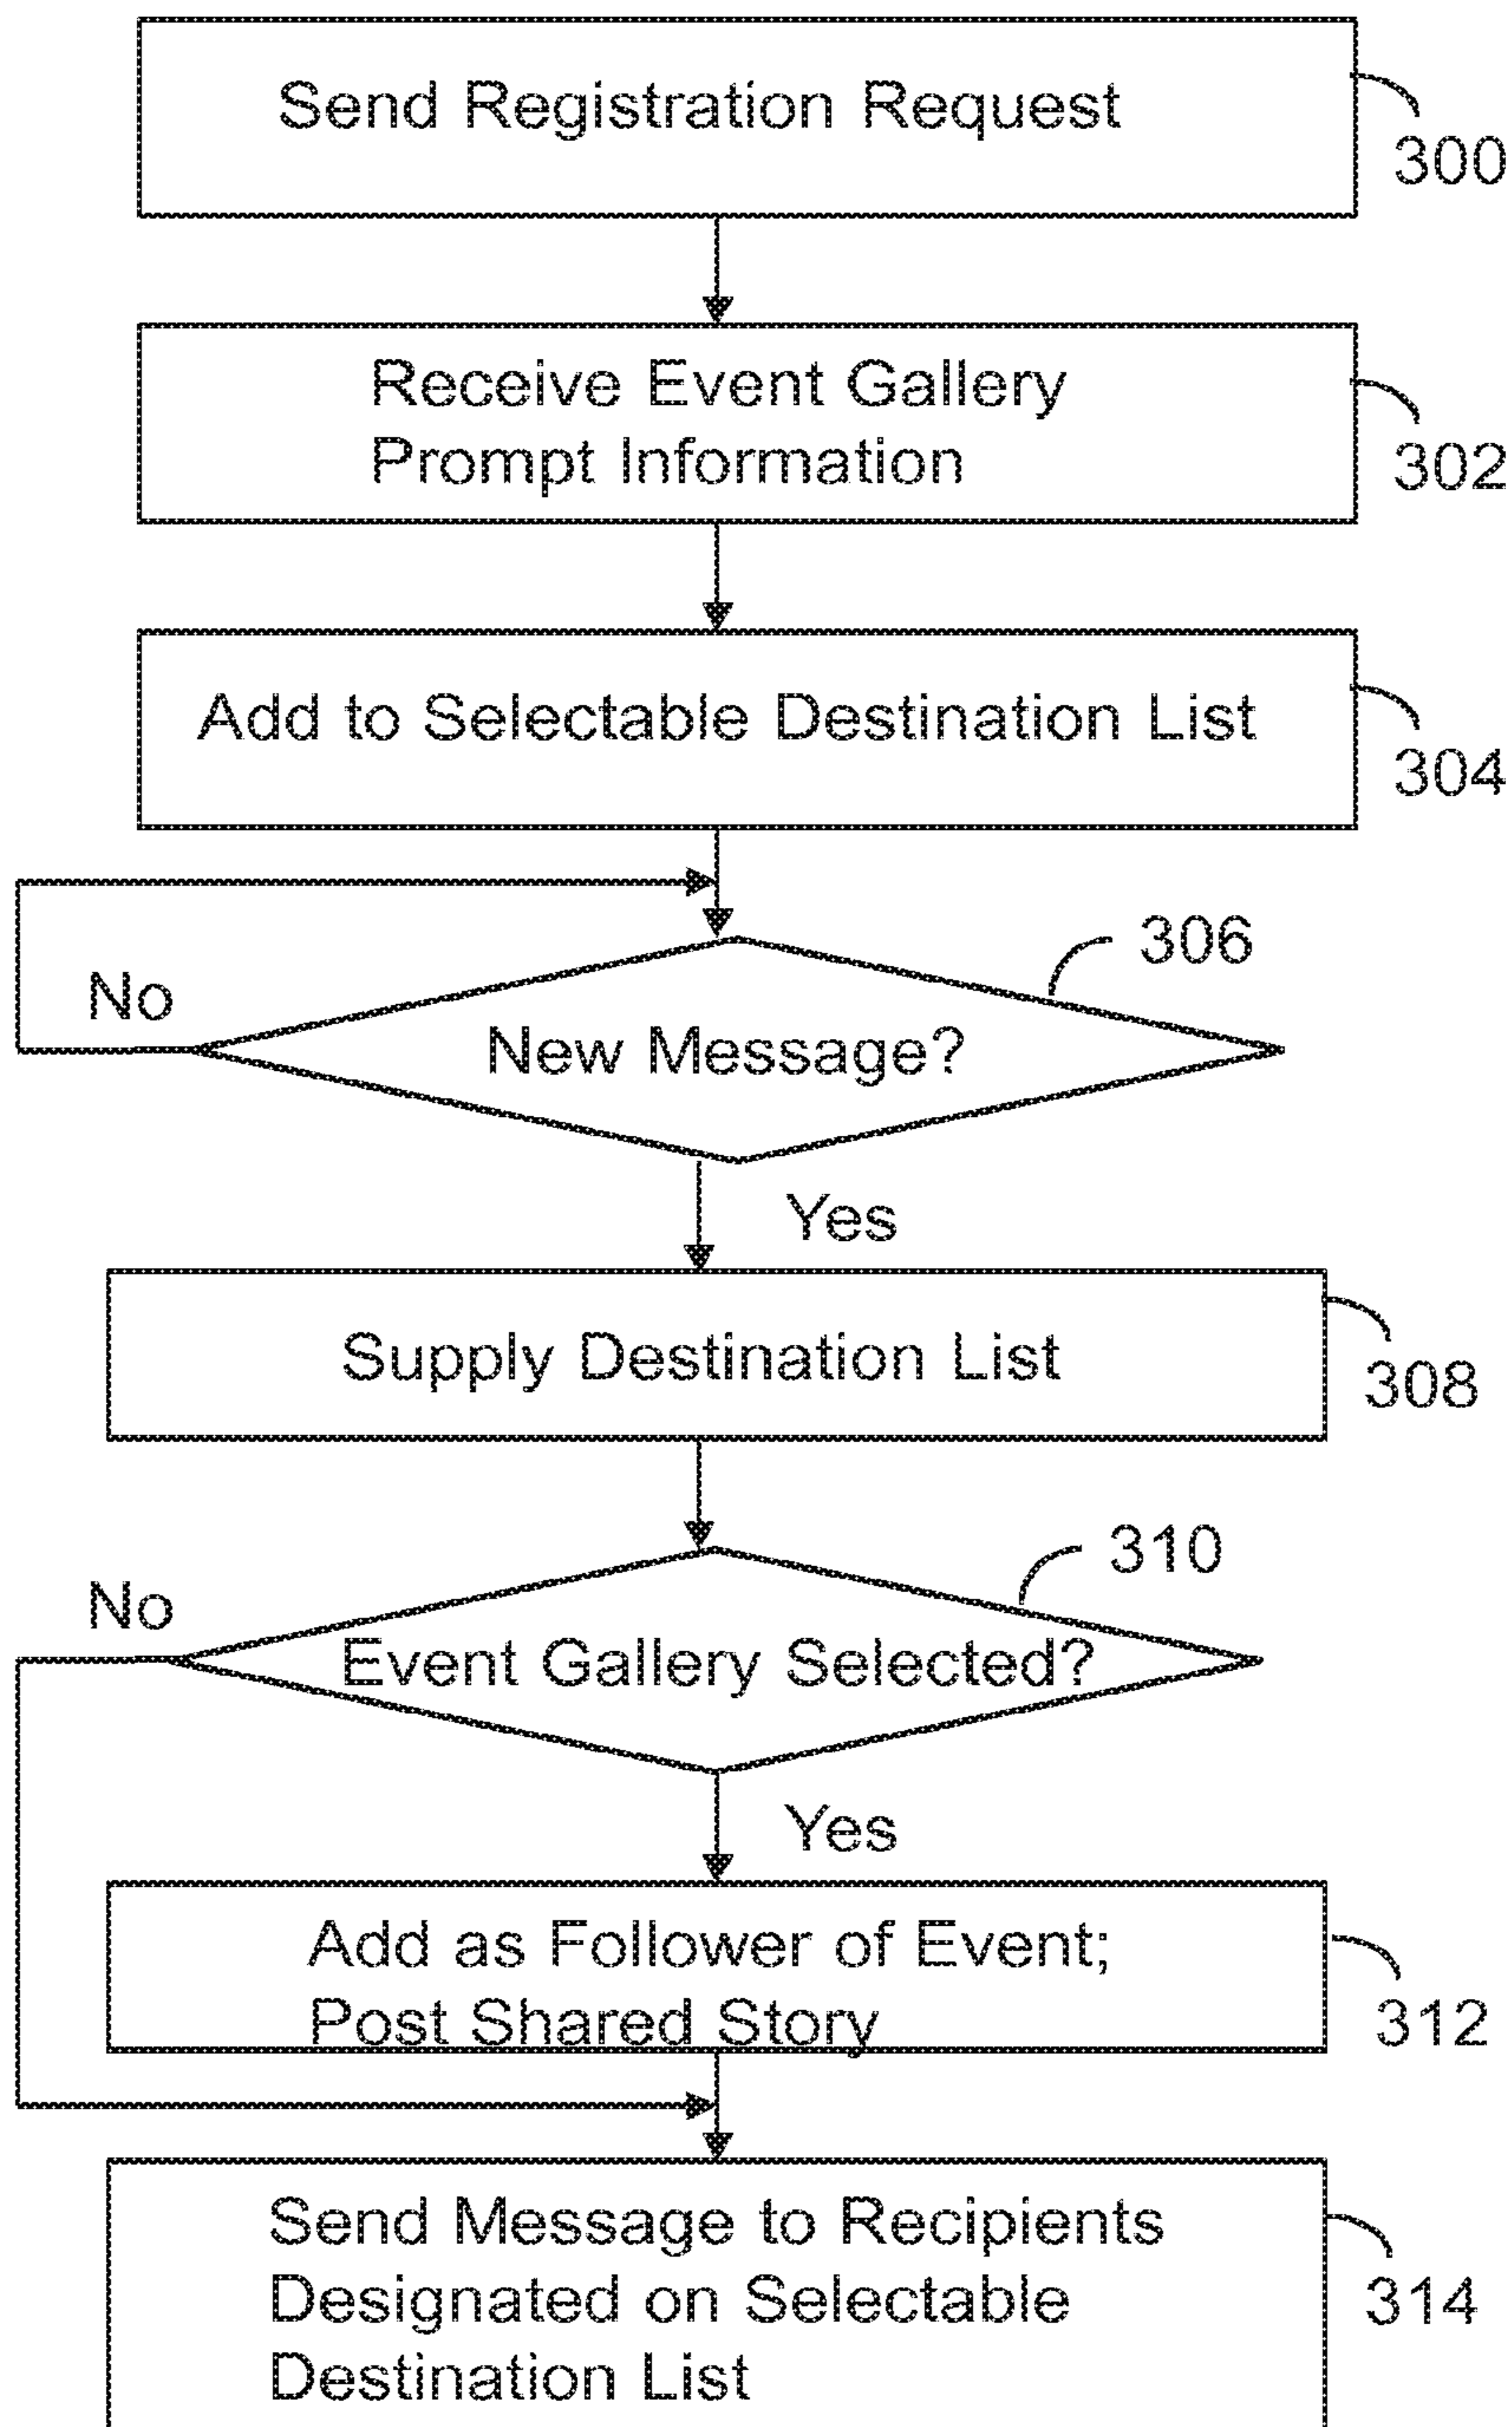 Send Registration Request
300
Receive Event Gallery
Prompt Information
302
Add to Selectable Destination List
304
306
No
New Message?
Yes
Supply Destination List
308
310
No
Event Gallery Selected?
Yes
Add as Follower of Event;
Post Shared Story
312
Send Message to Recipients
Designated on Selectable
Destination List
314